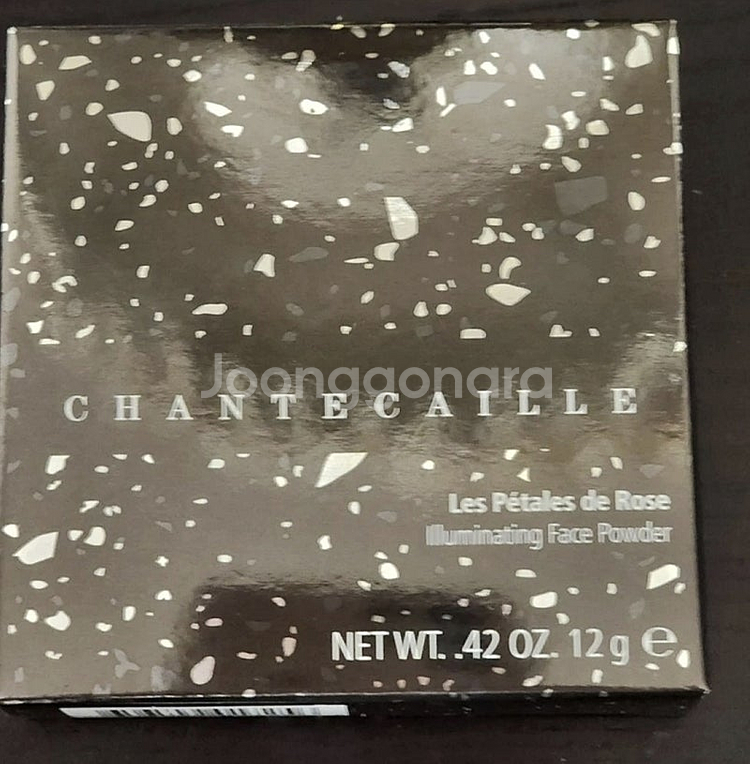 Joonggonara
CHANTECAILLE
Les Pétales de Rose
Illuminating Face Powder
NET WT. .42 OZ. 12 g ℮